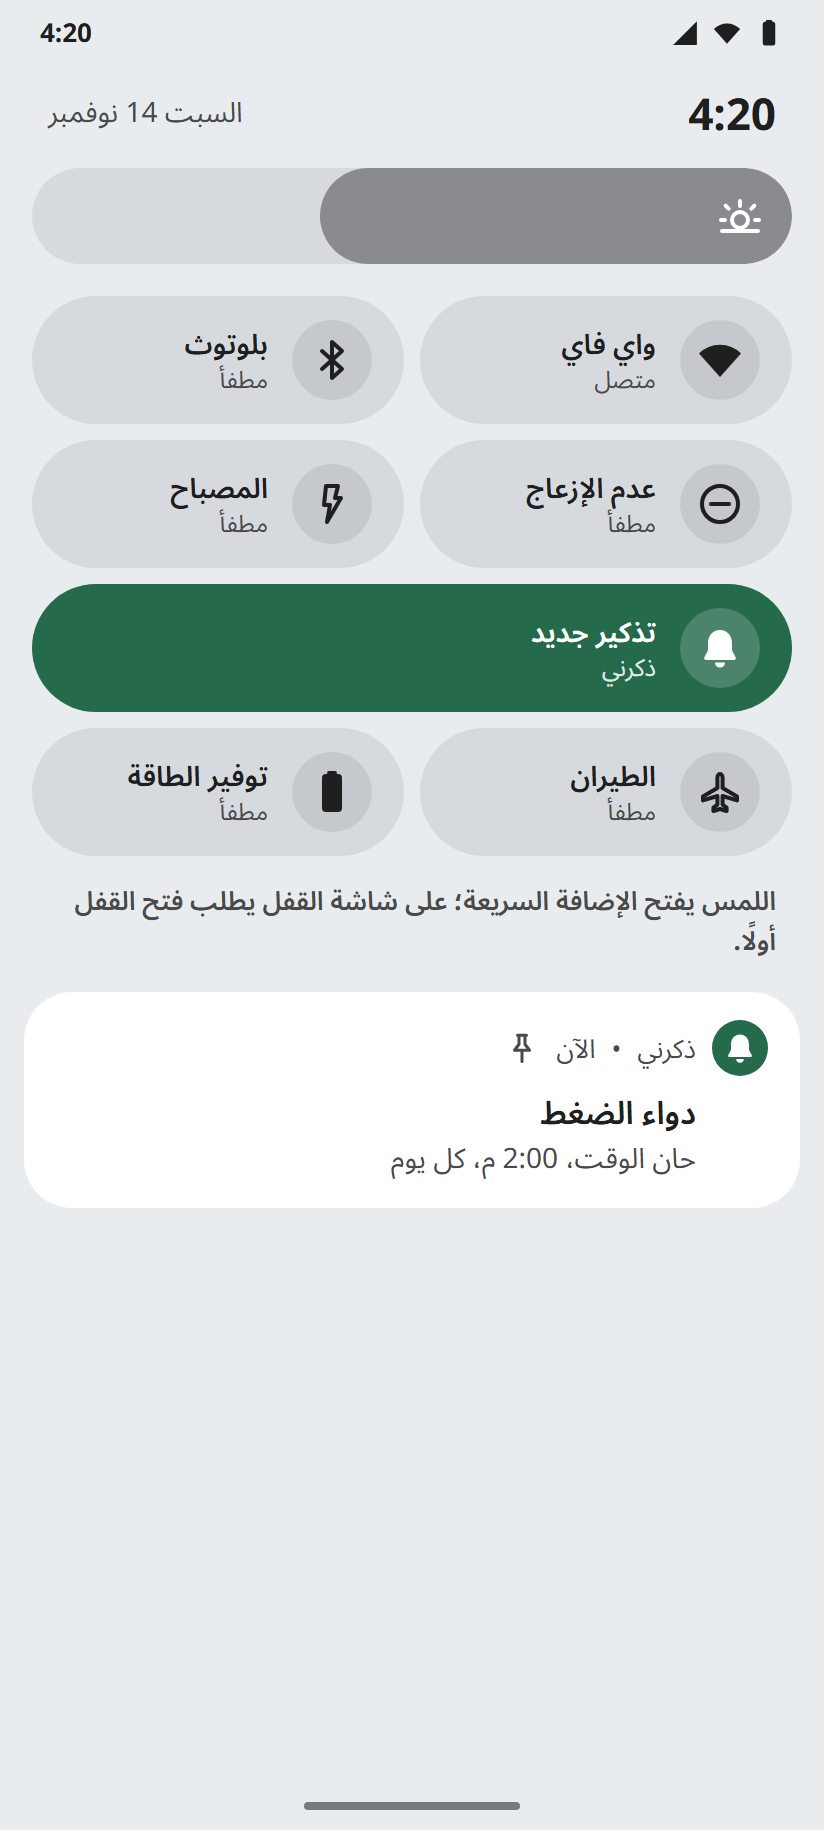 4:20
4:20
السبت 14 نوفمبر
واي فاي
متصل
بلوتوث
مطفأ
عدم الإزعاج
مطفأ
المصباح
مطفأ
تذكير جديد
ذكرني
الطيران
مطفأ
توفير الطاقة
مطفأ
اللمس يفتح الإضافة السريعة؛ على شاشة القفل يطلب فتح القفل
أولًا.
ذكرني • الآن
دواء الضغط
حان الوقت، 2:00 م، كل يوم